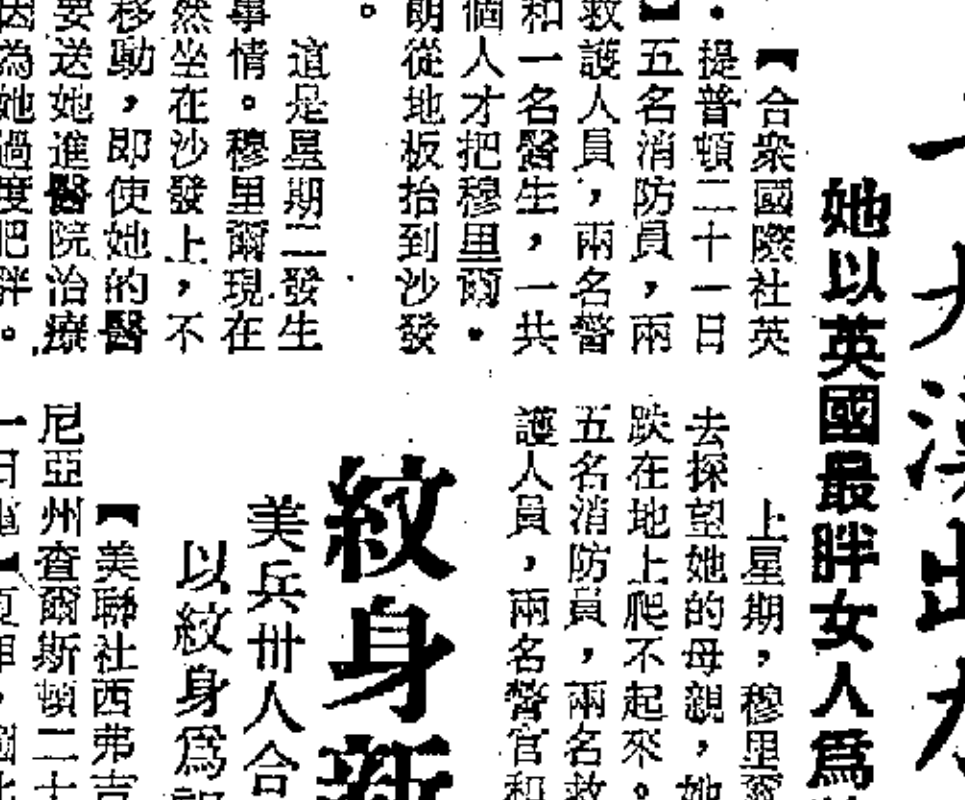 她以英國最胖女人爲
【合衆國際社英
・提普頓二十一日
】五名消防員，兩
救護人員，兩名警
和一名醫生，一共
個人才把穆里爾・
朗從地板抬到沙發
。
這是星期二發生
事情。穆里爾現在
然坐在沙發上，不
移動，即使她的醫
要送她進醫院治療
因為她過度肥胖。
上星期，穆里爾
去探望她的母親，她
跌在地上爬不起來。
五名消防員，兩名救
護人員，兩名警官和
紋身新
美兵卅人合
以紋身爲
【美聯社西弗吉
尼亞州查爾斯頓二十
一日電】